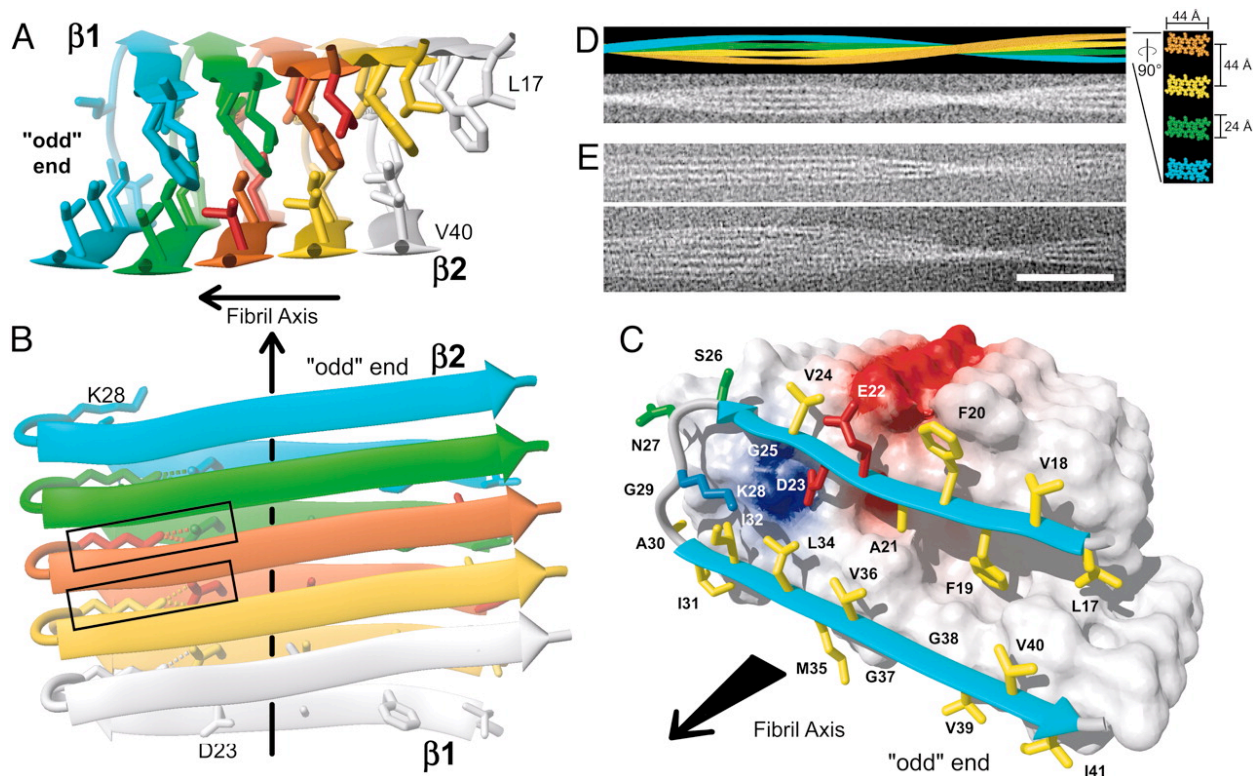 A
β1
L17
"odd"
end
V40
β2
Fibril Axis
B
"odd" end
β2
K28
D23
β1
D
90°
44 Å
44 Å
24 Å
E
C
S26
V24
E22
F20
N27
G25
V18
G29
K28
D23
I32
A30
L34
A21
I31
V36
F19
L17
G38
V40
M35
G37
Fibril Axis
V39
"odd" end
I41